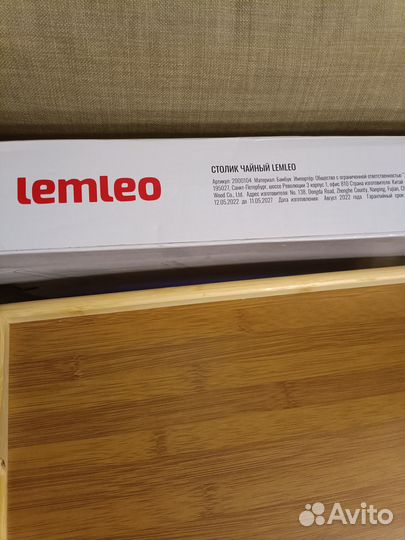 lemleo
СТОЛИК ЧАЙНЫЙ LEMLEO
Артикул: 2000104. Материал: Бамбук. Импортёр: Общество с ограниченной ответственностью "
195027, Санкт-Петербург, шоссе Революции 3 корпус 1, офис 810 Страна изготовителя: Китай
Wood Co., Ltd. Адрес изготовителя: No. 138, Dongda Road, Zhenghe County, Nanping, Fujian,
12.05.2022 до 11.05.2027 Дата изготовления: Август 2022 года Гарантийный срок
Avito